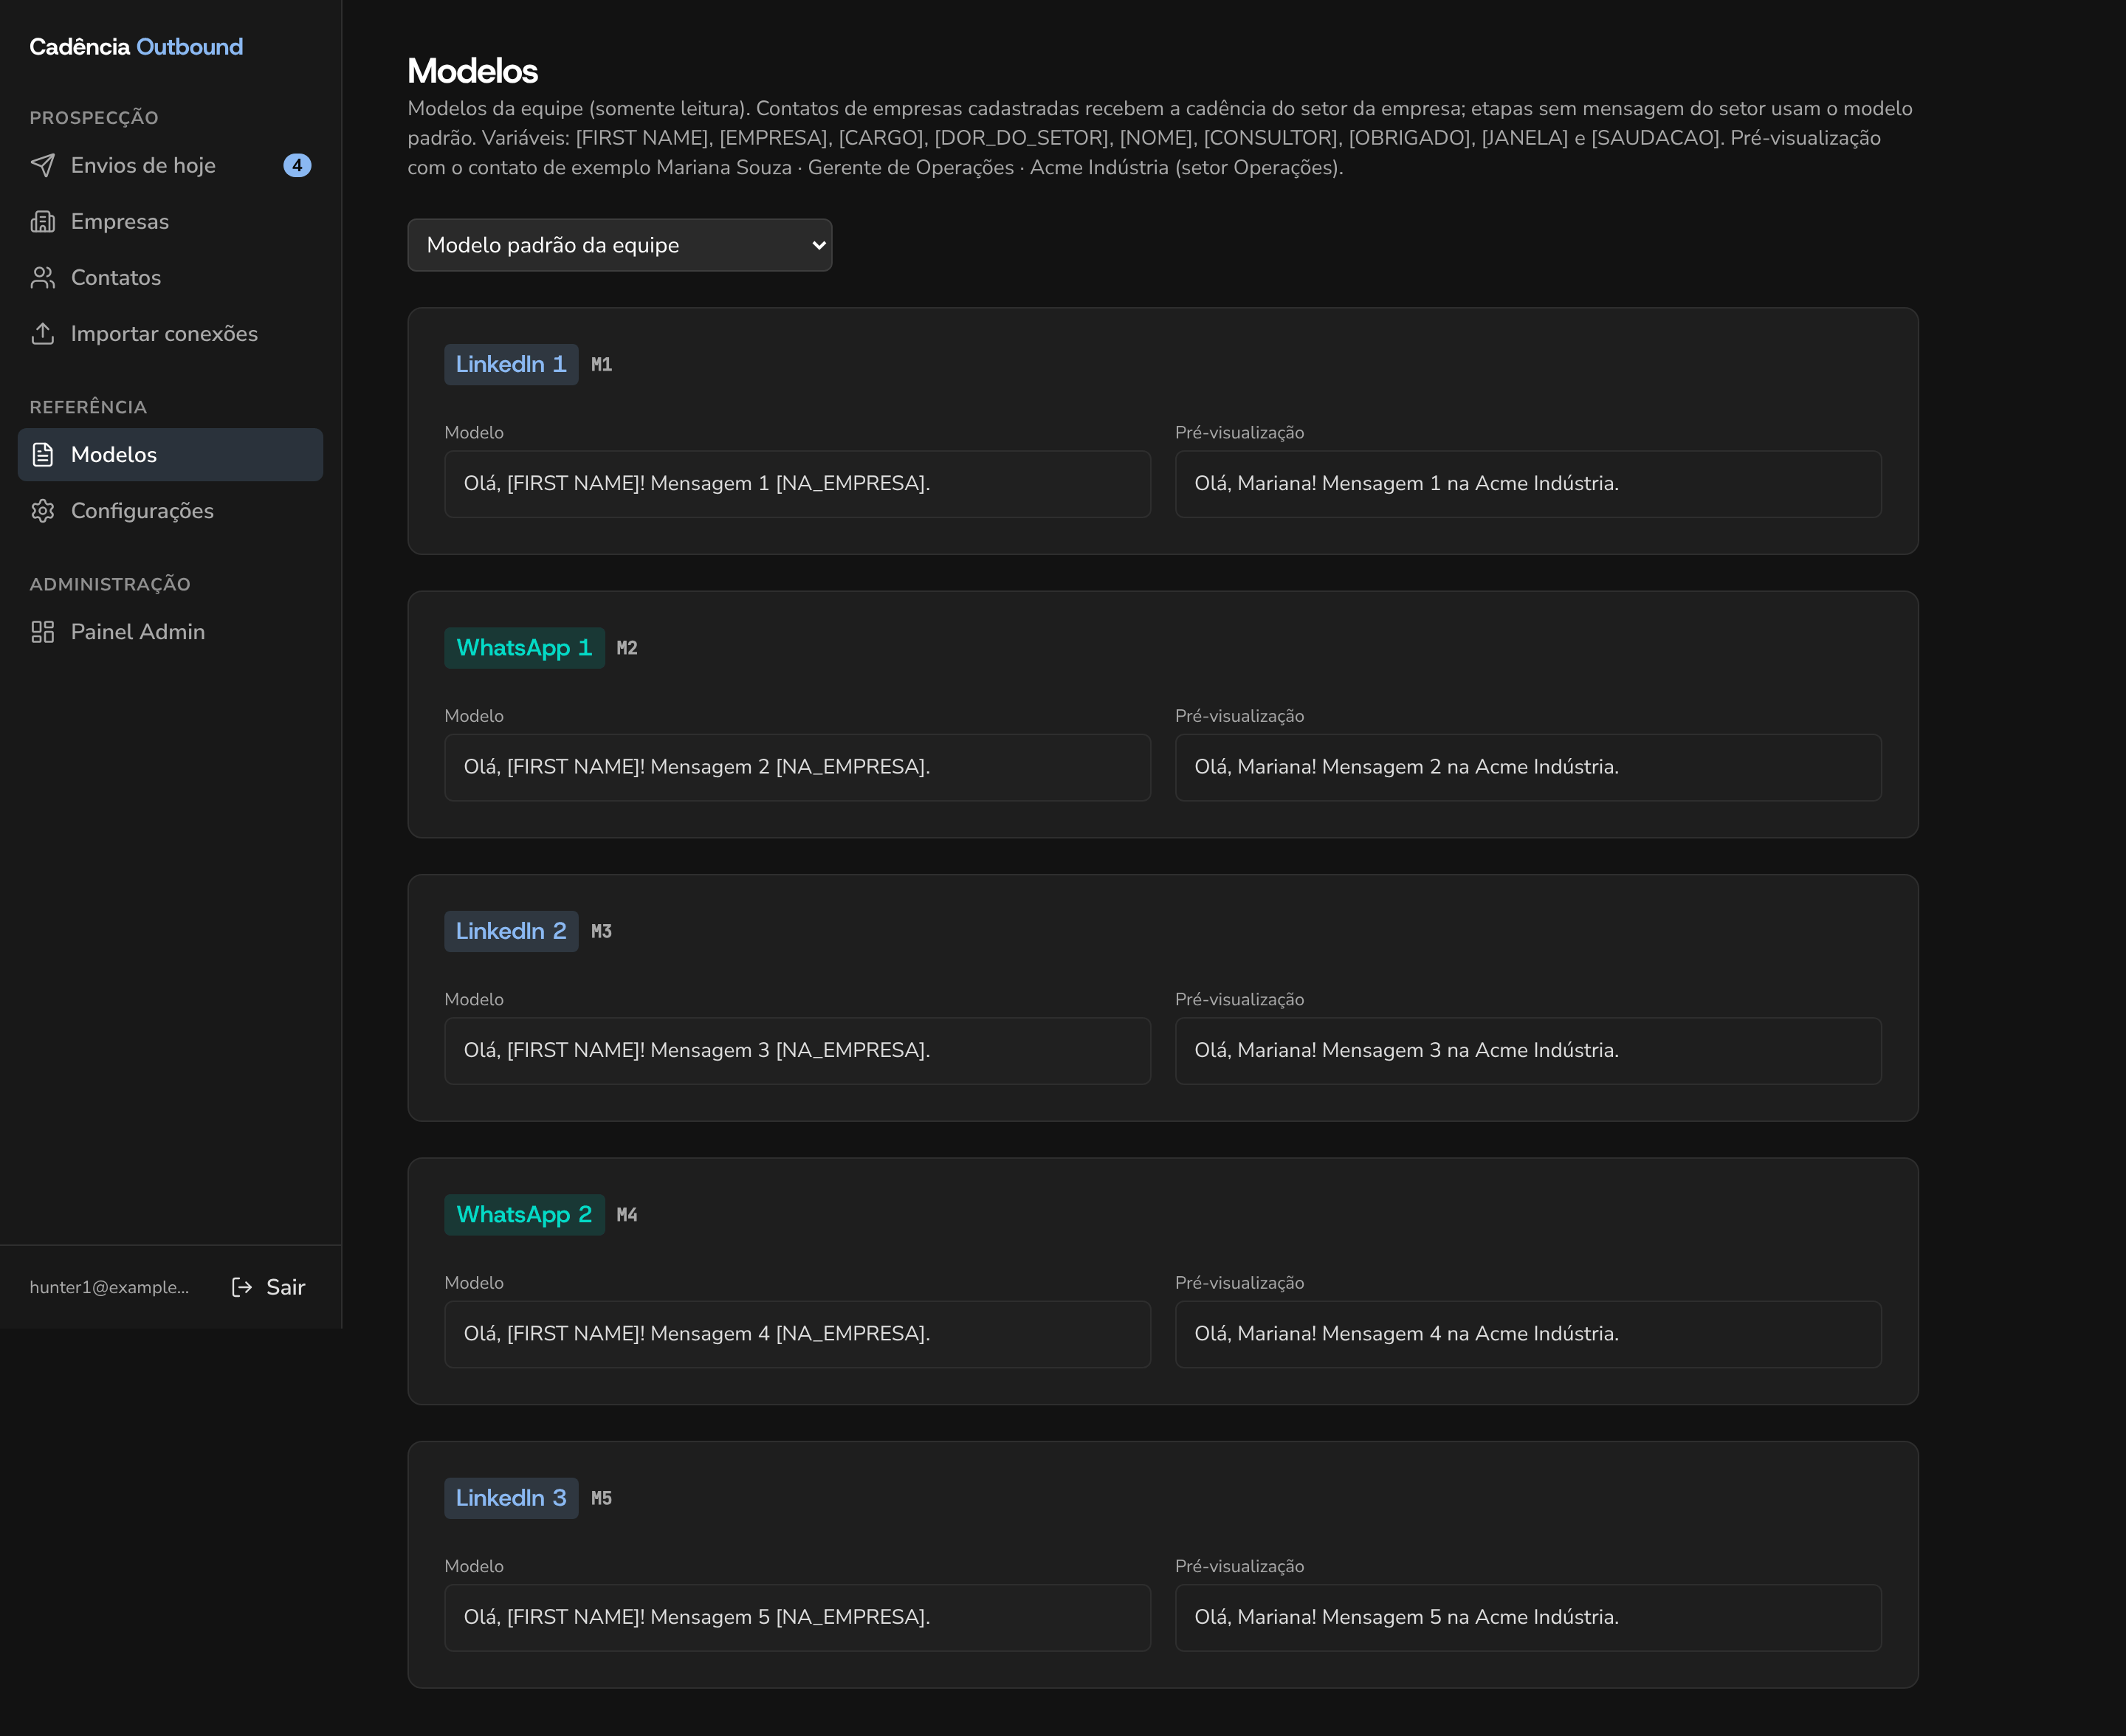 Cadência Outbound
PROSPECÇÃO
Envios de hoje 4
Empresas
Contatos
Importar conexões
REFERÊNCIA
Modelos
Configurações
ADMINISTRAÇÃO
Painel Admin
hunter1@example...
Sair
Modelos
Modelos da equipe (somente leitura). Contatos de empresas cadastradas recebem a cadência do setor da empresa; etapas sem mensagem do setor usam o modelo
padrão. Variáveis: [FIRST NAME], [EMPRESA], [CARGO], [DOR_DO_SETOR], [NOME], [CONSULTOR], [OBRIGADO], [JANELA] e [SAUDACAO]. Pré-visualização
com o contato de exemplo Mariana Souza · Gerente de Operações · Acme Indústria (setor Operações).
Modelo padrão da equipe
LinkedIn 1 M1
Modelo
Olá, [FIRST NAME]! Mensagem 1 [NA_EMPRESA].
Pré-visualização
Olá, Mariana! Mensagem 1 na Acme Indústria.
WhatsApp 1 M2
Modelo
Olá, [FIRST NAME]! Mensagem 2 [NA_EMPRESA].
Pré-visualização
Olá, Mariana! Mensagem 2 na Acme Indústria.
LinkedIn 2 M3
Modelo
Olá, [FIRST NAME]! Mensagem 3 [NA_EMPRESA].
Pré-visualização
Olá, Mariana! Mensagem 3 na Acme Indústria.
WhatsApp 2 M4
Modelo
Olá, [FIRST NAME]! Mensagem 4 [NA_EMPRESA].
Pré-visualização
Olá, Mariana! Mensagem 4 na Acme Indústria.
LinkedIn 3 M5
Modelo
Olá, [FIRST NAME]! Mensagem 5 [NA_EMPRESA].
Pré-visualização
Olá, Mariana! Mensagem 5 na Acme Indústria.